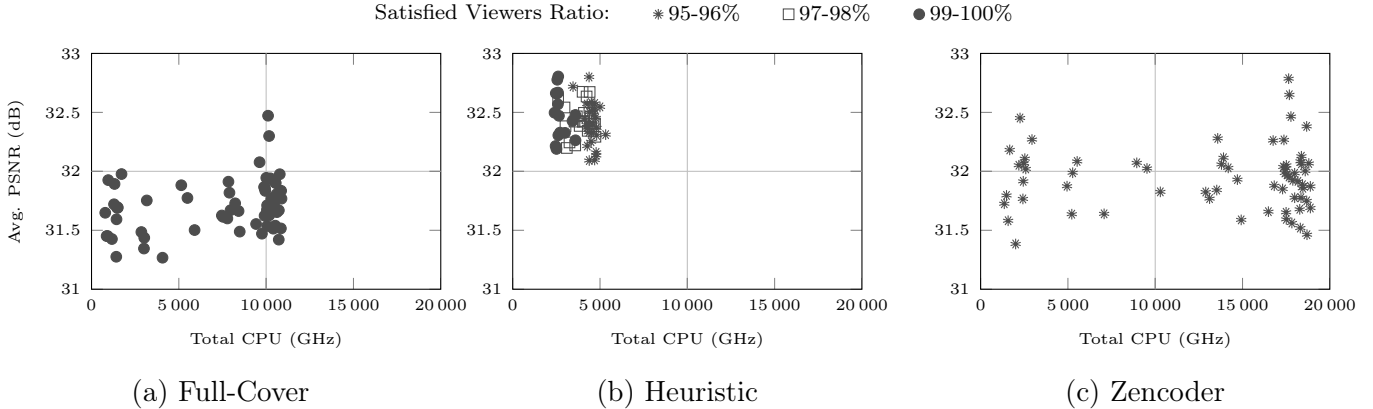 Satisfied Viewers Ratio: 95-96% 97-98% 99-100%
33
32.5
32
31.5
31
Avg. PSNR (dB)
0 5 000 10 000 15 000 20 000
Total CPU (GHz)
(a) Full-Cover
33
32.5
32
31.5
31
0 5 000 10 000 15 000 20 000
Total CPU (GHz)
(b) Heuristic
33
32.5
32
31.5
31
0 5 000 10 000 15 000 20 000
Total CPU (GHz)
(c) Zencoder